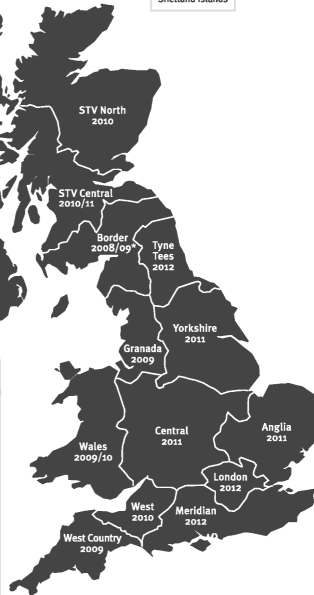 Shetland Islands
STV North
2010
STV Central
2010/11
Border
2008/09*
Tyne
Tees
2012
Yorkshire
2011
Granada
2009
Wales
2009/10
Central
2011
Anglia
2011
London
2012
West
2010
Meridian
2012
West Country
2009